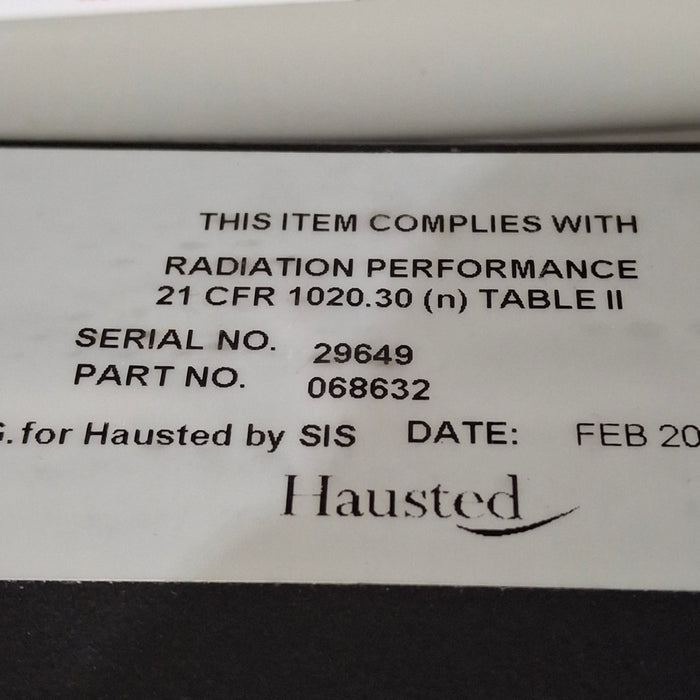 THIS ITEM COMPLIES WITH
RADIATION PERFORMANCE
21 CFR 1020.30 (n) TABLE II
SERIAL NO. 29649
PART NO. 068632
G. for Hausted by SIS DATE: FEB 20
Hausted